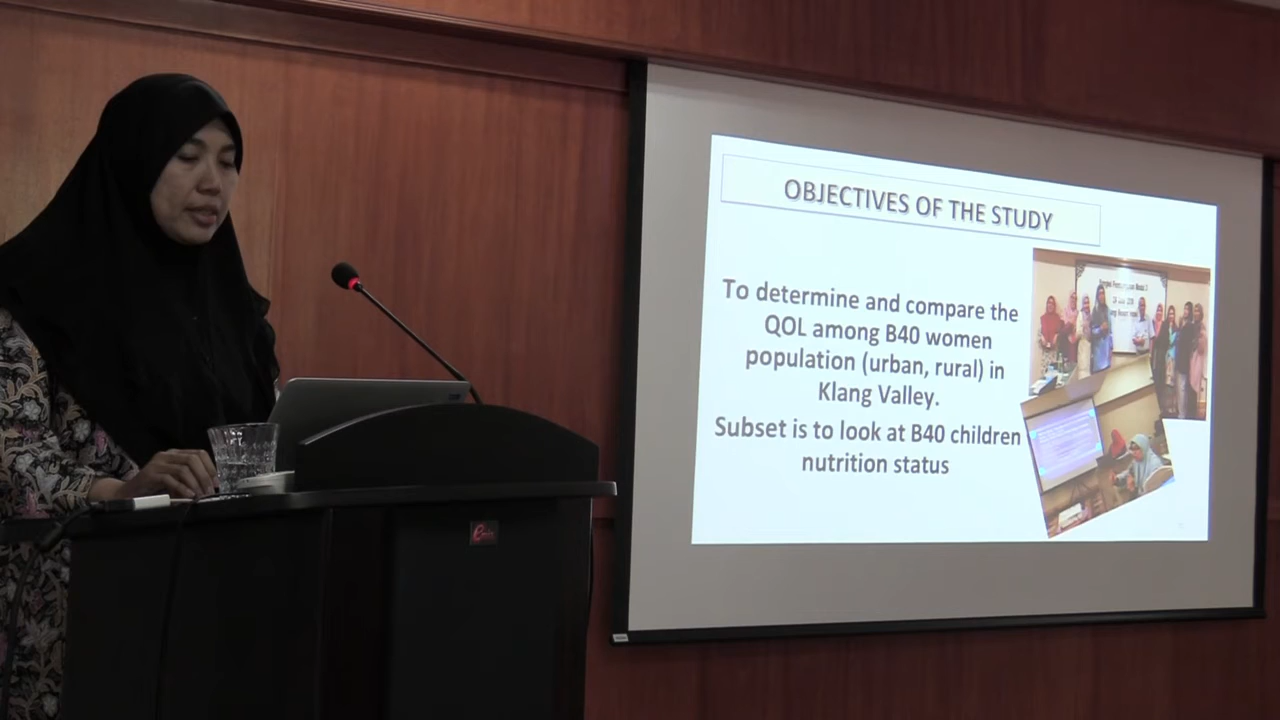 OBJECTIVES OF THE STUDY
To determine and compare the
QOL among B40 women
population (urban, rural) in
Klang Valley.
Subset is to look at B40 children
nutrition status